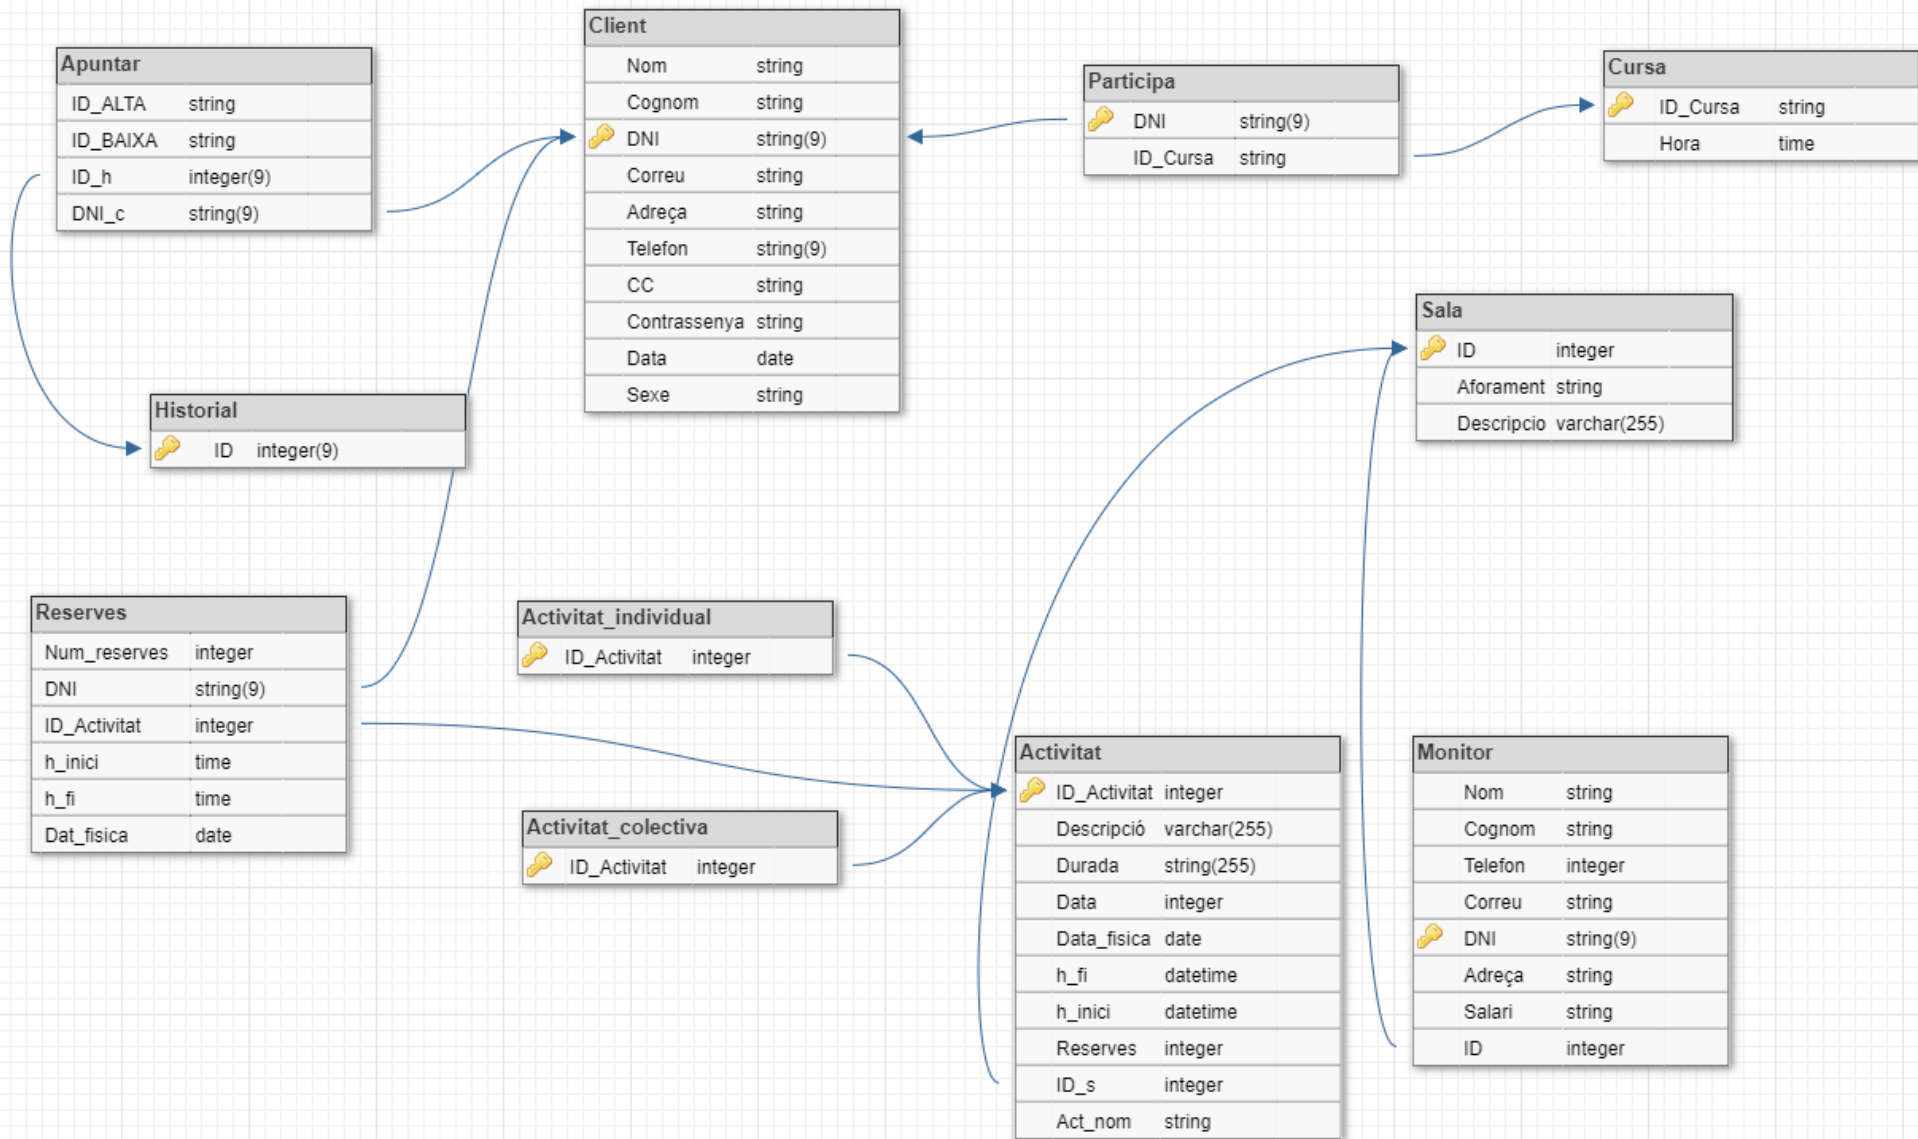 Apuntar
ID_ALTA string
ID_BAIXA string
ID_h integer(9)
DNI_c string(9)
Client
Nom string
Cognom string
DNI string(9)
Correu string
Adreça string
Telefon string(9)
CC string
Contrassenya string
Data date
Sexe string
Participa
DNI string(9)
ID_Cursa string
Cursa
ID_Cursa string
Hora time
Sala
ID integer
Aforament string
Descripcio varchar(255)
Historial
ID integer(9)
Reserves
Num_reserves integer
DNI string(9)
ID_Activitat integer
h_inici time
h_fi time
Dat_fisica date
Activitat_individual
ID_Activitat integer
Activitat_colectiva
ID_Activitat integer
Activitat
ID_Activitat integer
Descripció varchar(255)
Durada string(255)
Data integer
Data_fisica date
h_fi datetime
h_inici datetime
Reserves integer
ID_s integer
Act_nom string
Monitor
Nom string
Cognom string
Telefon integer
Correu string
DNI string(9)
Adreça string
Salari string
ID integer